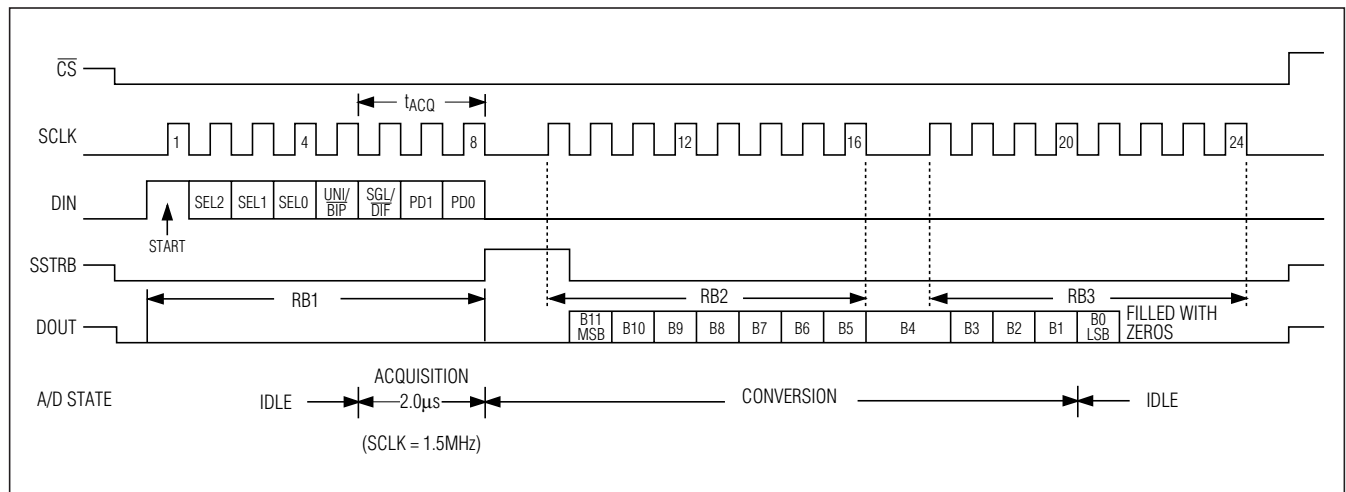 CS
tACQ
SCLK 1 4 8 12 16 20 24
DIN SEL2 SEL1 SEL0 UNI/BIP SGL/DIF PD1 PD0
START
SSTRB
RB1 RB2 RB3
DOUT B11 MSB B10 B9 B8 B7 B6 B5 B4 B3 B2 B1 B0 LSB FILLED WITH ZEROS
A/D STATE IDLE ACQUISITION 2.0μs CONVERSION IDLE
(SCLK = 1.5MHz)